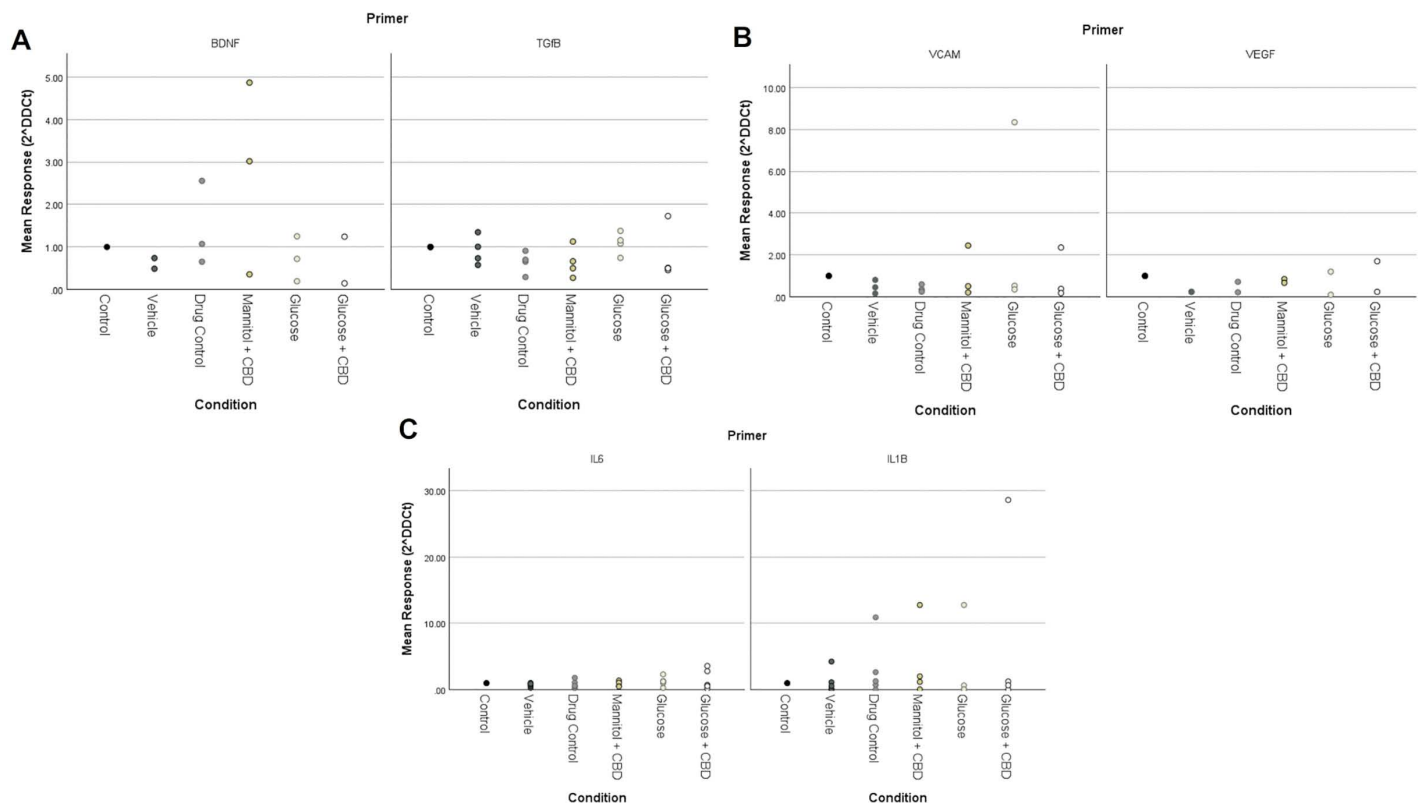 A
Primer
BDNF
TGfB
Mean Response (2^DDCt)
5.00
4.00
3.00
2.00
1.00
.00
Control
Vehicle
Drug Control
Mannitol + CBD
Glucose
Glucose + CBD
Control
Vehicle
Drug Control
Mannitol + CBD
Glucose
Glucose + CBD
Condition
Condition
B
Primer
VCAM
VEGF
Mean Response (2^DDCt)
10.00
8.00
6.00
4.00
2.00
.00
Control
Vehicle
Drug Control
Mannitol + CBD
Glucose
Glucose + CBD
Control
Vehicle
Drug Control
Mannitol + CBD
Glucose
Glucose + CBD
Condition
Condition
C
Primer
IL6
IL1B
Mean Response (2^DDCt)
30.00
20.00
10.00
.00
Control
Vehicle
Drug Control
Mannitol + CBD
Glucose
Glucose + CBD
Control
Vehicle
Drug Control
Mannitol + CBD
Glucose
Glucose + CBD
Condition
Condition